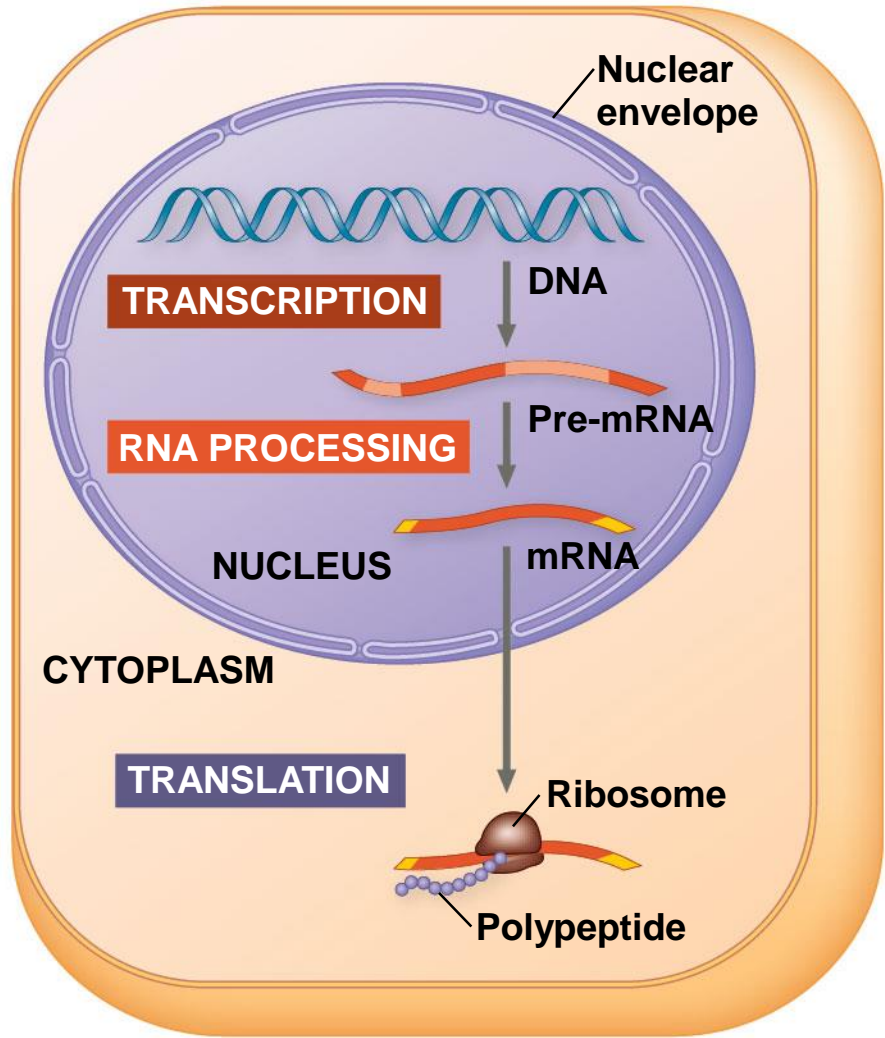 Nuclear
envelope
DNA
TRANSCRIPTION
Pre-mRNA
RNA PROCESSING
mRNA
NUCLEUS
CYTOPLASM
TRANSLATION
Ribosome
Polypeptide